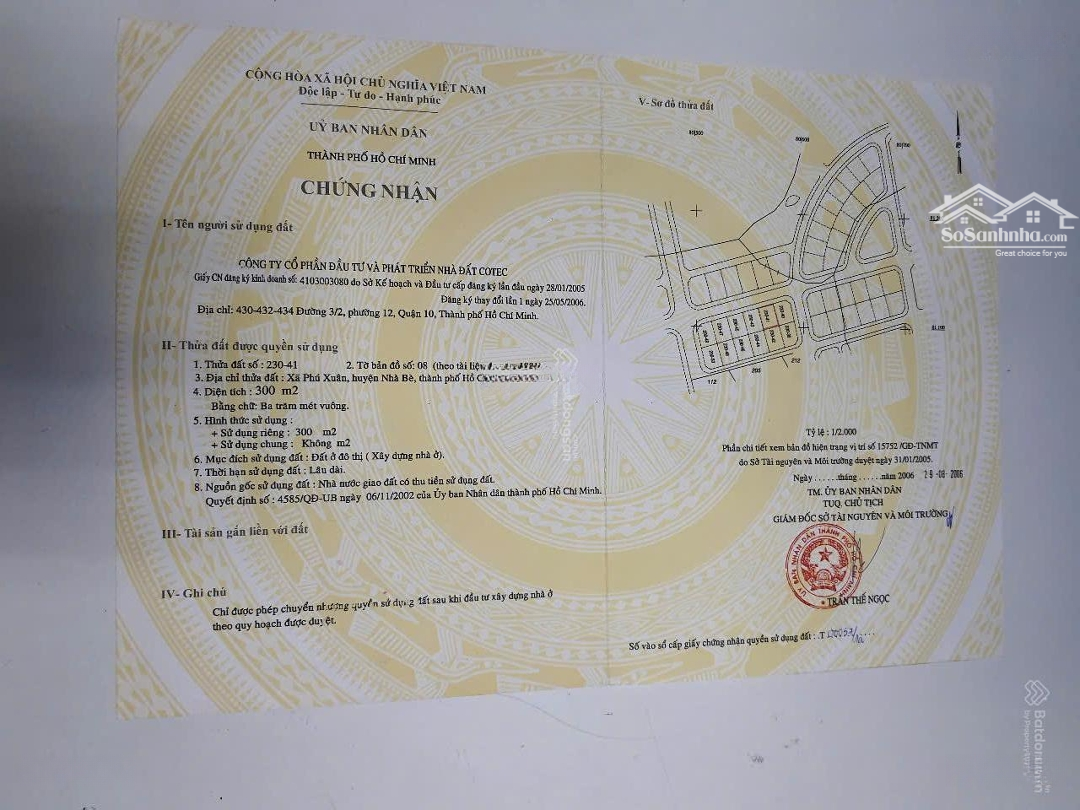 CỘNG HÒA XÃ HỘI CHỦ NGHĨA VIỆT NAM
Độc lập - Tự do - Hạnh phúc
UỶ BAN NHÂN DÂN
THÀNH PHỐ HỒ CHÍ MINH
CHỨNG NHẬN
I- Tên người sử dụng đất
CÔNG TY CỔ PHẦN ĐẦU TƯ VÀ PHÁT TRIỂN NHÀ ĐẤT COTEC
Giấy CN đăng ký kinh doanh số: 4103003080 do Sở Kế hoạch và Đầu tư cấp đăng ký lần đầu ngày 28/01/2005
Đăng ký thay đổi lần 1 ngày 25/05/2006.
Địa chỉ: 430-432-434 Đường 3/2, phường 12, Quận 10, Thành phố Hồ Chí Minh.
II- Thửa đất được quyền sử dụng
1. Thửa đất số : 230-41 2. Tờ bản đồ số: 08 (theo tài liệu
3. Địa chỉ thửa đất : Xã Phú Xuân, huyện Nhà Bè, thành phố Hồ
4. Diện tích : 300 m2
Bằng chữ: Ba trăm mét vuông.
5. Hình thức sử dụng :
+ Sử dụng riêng : 300 m2
+ Sử dụng chung : Không m2
6. Mục đích sử dụng đất : Đất ở đô thị ( Xây dựng nhà ở).
7. Thời hạn sử dụng đất : Lâu dài.
8. Nguồn gốc sử dụng đất : Nhà nước giao đất có thu tiền sử dụng đất.
Quyết định số : 4585/QĐ-UB ngày 06/11/2002 của Ủy ban Nhân dân thành phố Hồ Chí Minh.
III- Tài sản gắn liền với đất
IV- Ghi chú
Chỉ được phép chuyển nhượng quyền sử dụng đất sau khi đầu tư xây dựng nhà ở
theo quy hoạch được duyệt.
V- Sơ đồ thửa đất
112
205
212
Tỷ lệ : 1/2.000
Phần chi tiết xem bản đồ hiện trạng vị trí số 15752 /GĐ-TNMT
do Sở Tài nguyên và Môi trường duyệt ngày 31/01/2005.
Ngày ......tháng ......năm 2006 29-08-2006
TM. ỦY BAN NHÂN DÂN
TUQ. CHỦ TỊCH
GIÁM ĐỐC SỞ TÀI NGUYÊN VÀ MÔI TRƯỜNG
TRẦN THẾ NGỌC
Số vào sổ cấp giấy chứng nhận quyền sử dụng đất : .T
SoSanhnha.com
Great choice for you
Batdongsan